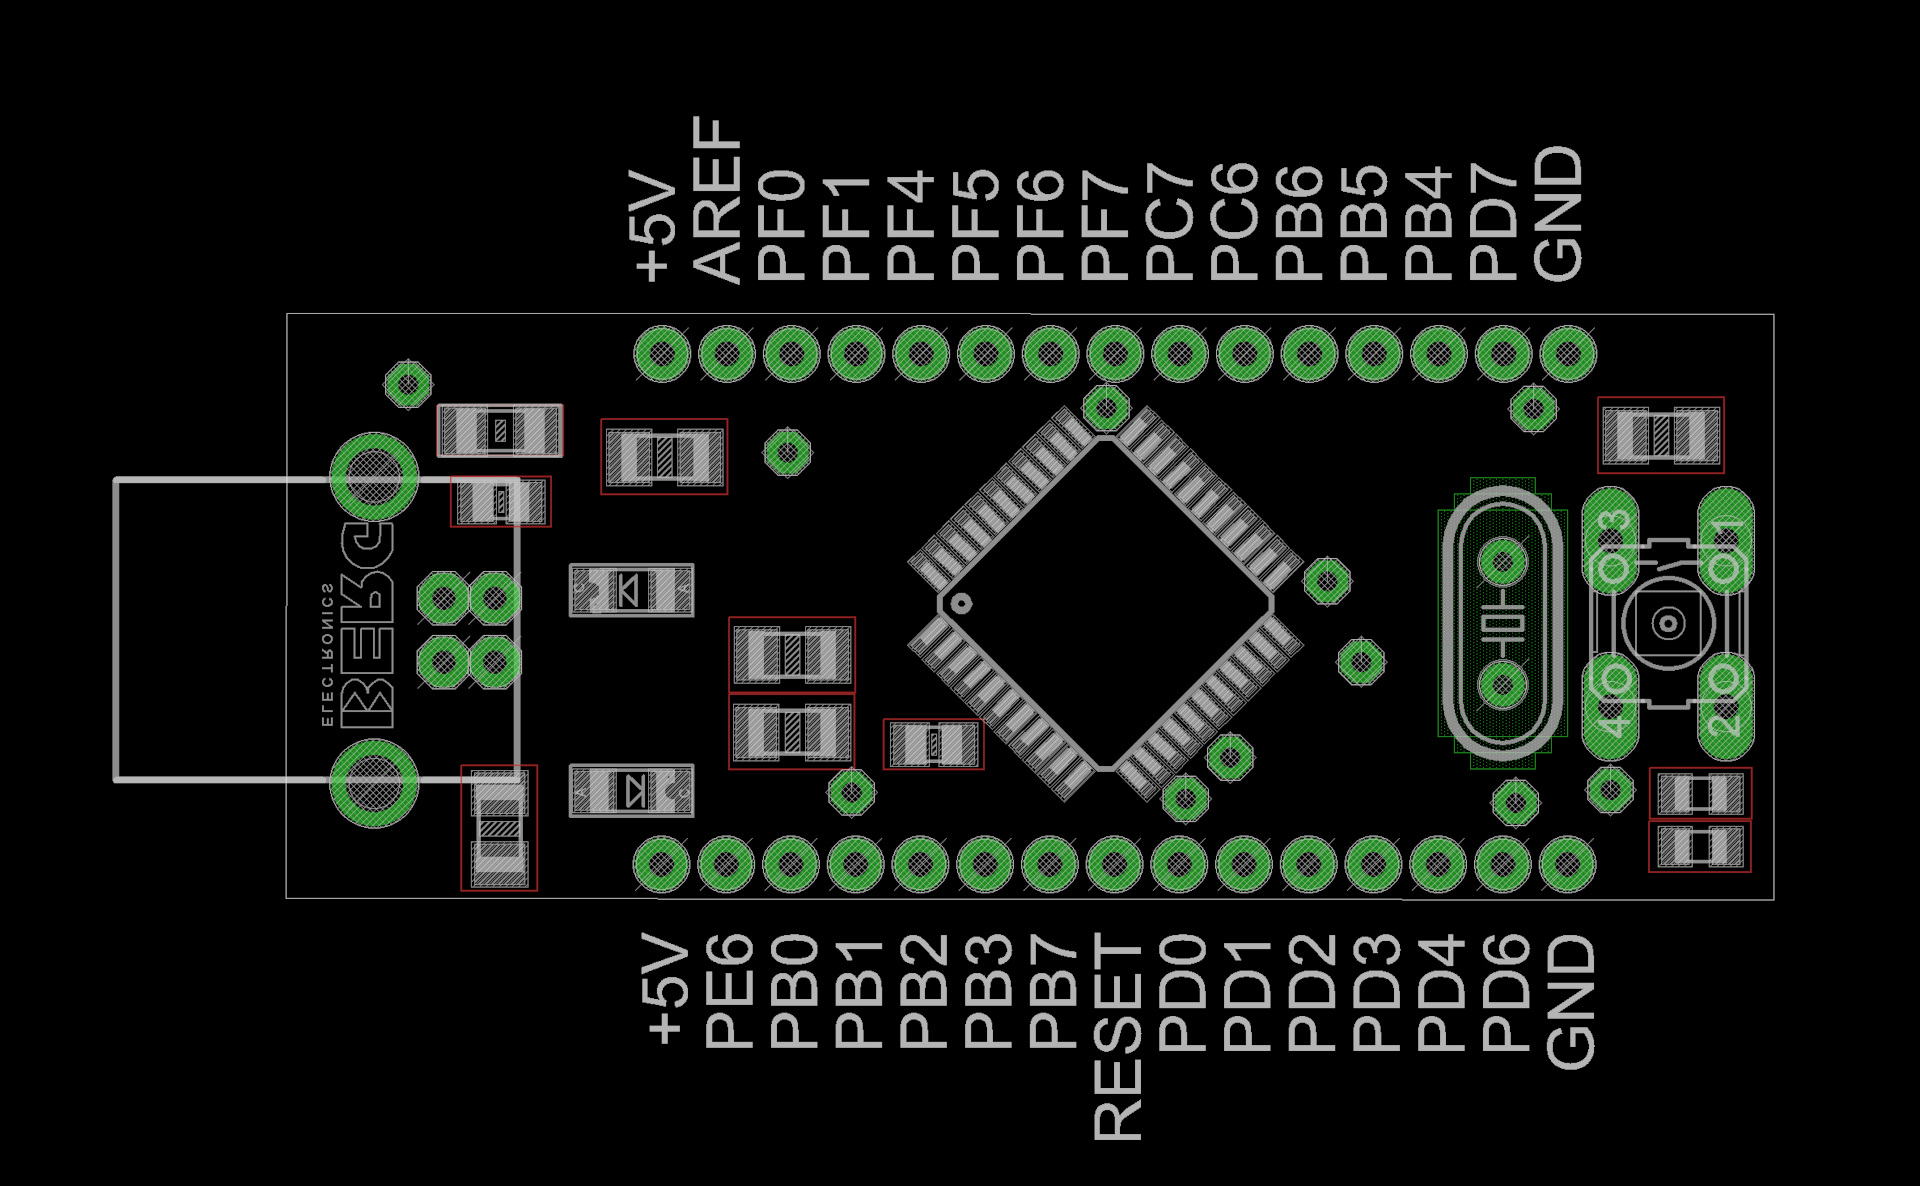 +5V
AREF
PF0
PF1
PF4
PF5
PF6
PF7
PC7
PC6
PB6
PB5
PB4
PD7
GND
BERG
ELECTRONICS
C
A
A
C
3
1
4
2
+5V
PE6
PB0
PB1
PB2
PB3
PB7
RESET
PD0
PD1
PD2
PD3
PD4
PD6
GND